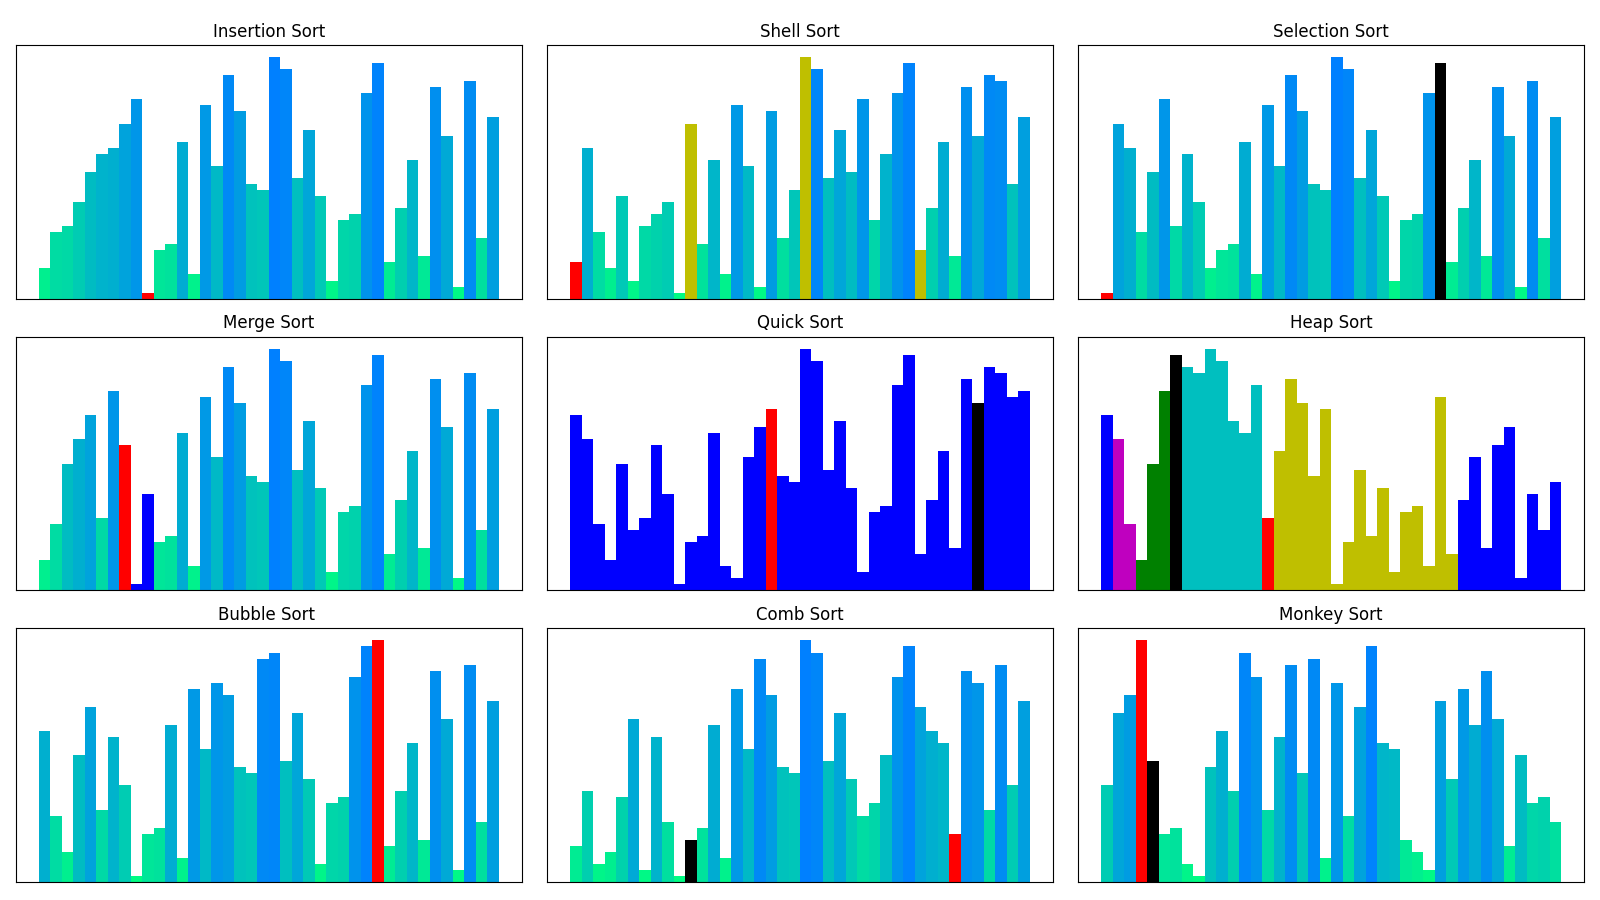 Insertion Sort
Shell Sort
Selection Sort
Merge Sort
Quick Sort
Heap Sort
Bubble Sort
Comb Sort
Monkey Sort